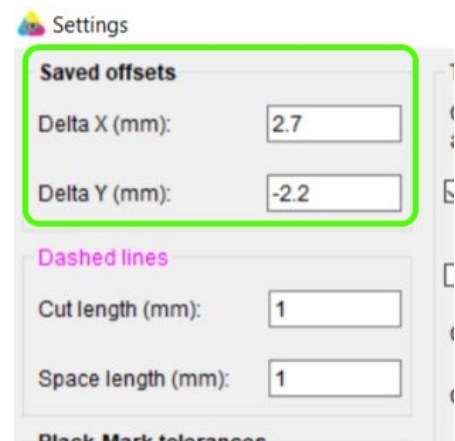 Settings
Saved offsets
Delta X (mm): 2.7
Delta Y (mm): -2.2
Dashed lines
Cut length (mm): 1
Space length (mm): 1
Black Mark tolerances